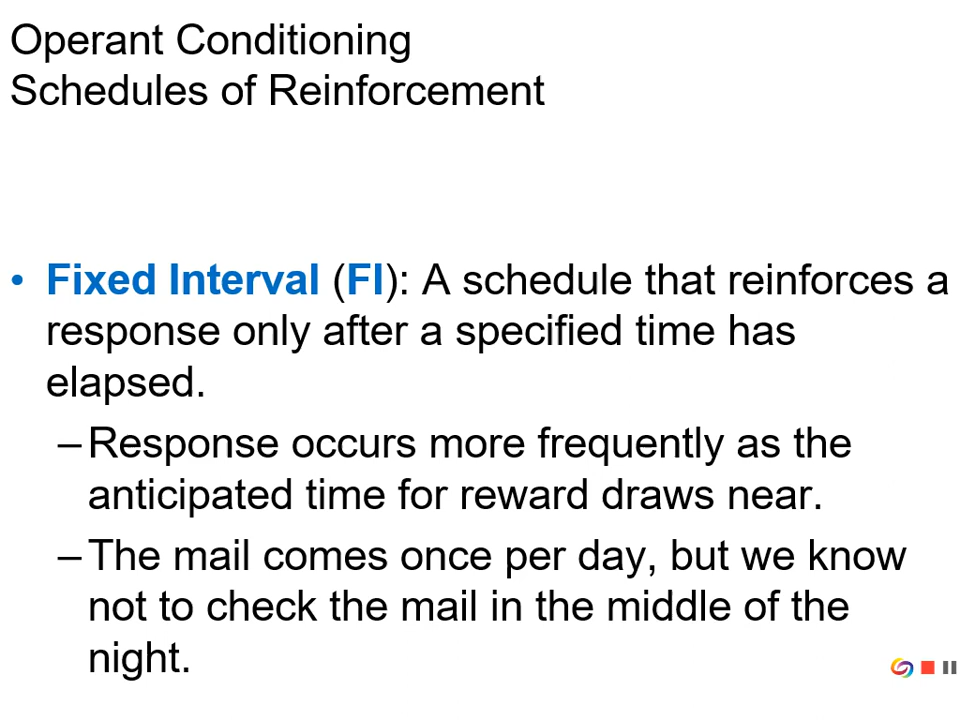 Operant Conditioning
Schedules of Reinforcement
• Fixed Interval (FI): A schedule that reinforces a
response only after a specified time has
elapsed.
–Response occurs more frequently as the
anticipated time for reward draws near.
–The mail comes once per day, but we know
not to check the mail in the middle of the
night.